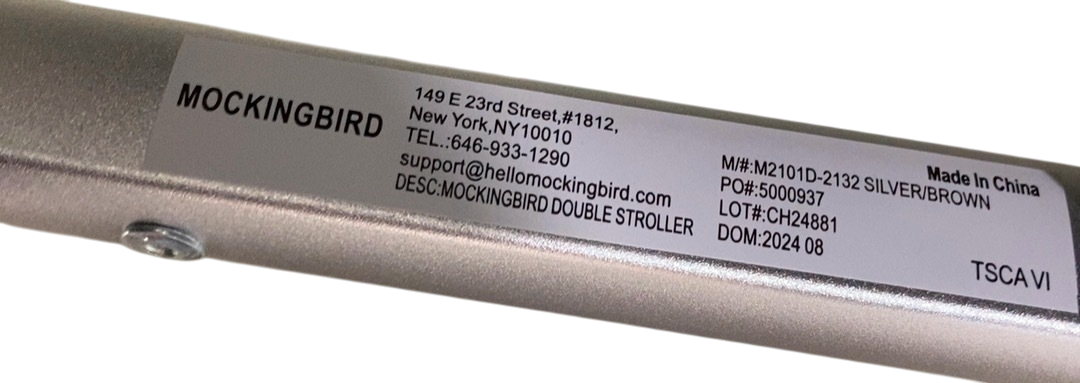 MOCKINGBIRD
149 E 23rd Street,#1812,
New York,NY10010
TEL.:646-933-1290
support@hellomockingbird.com
DESC:MOCKINGBIRD DOUBLE STROLLER
Made In China
M/#:M2101D-2132 SILVER/BROWN
PO#:5000937
LOT#:CH24881
DOM:2024 08
TSCA VI